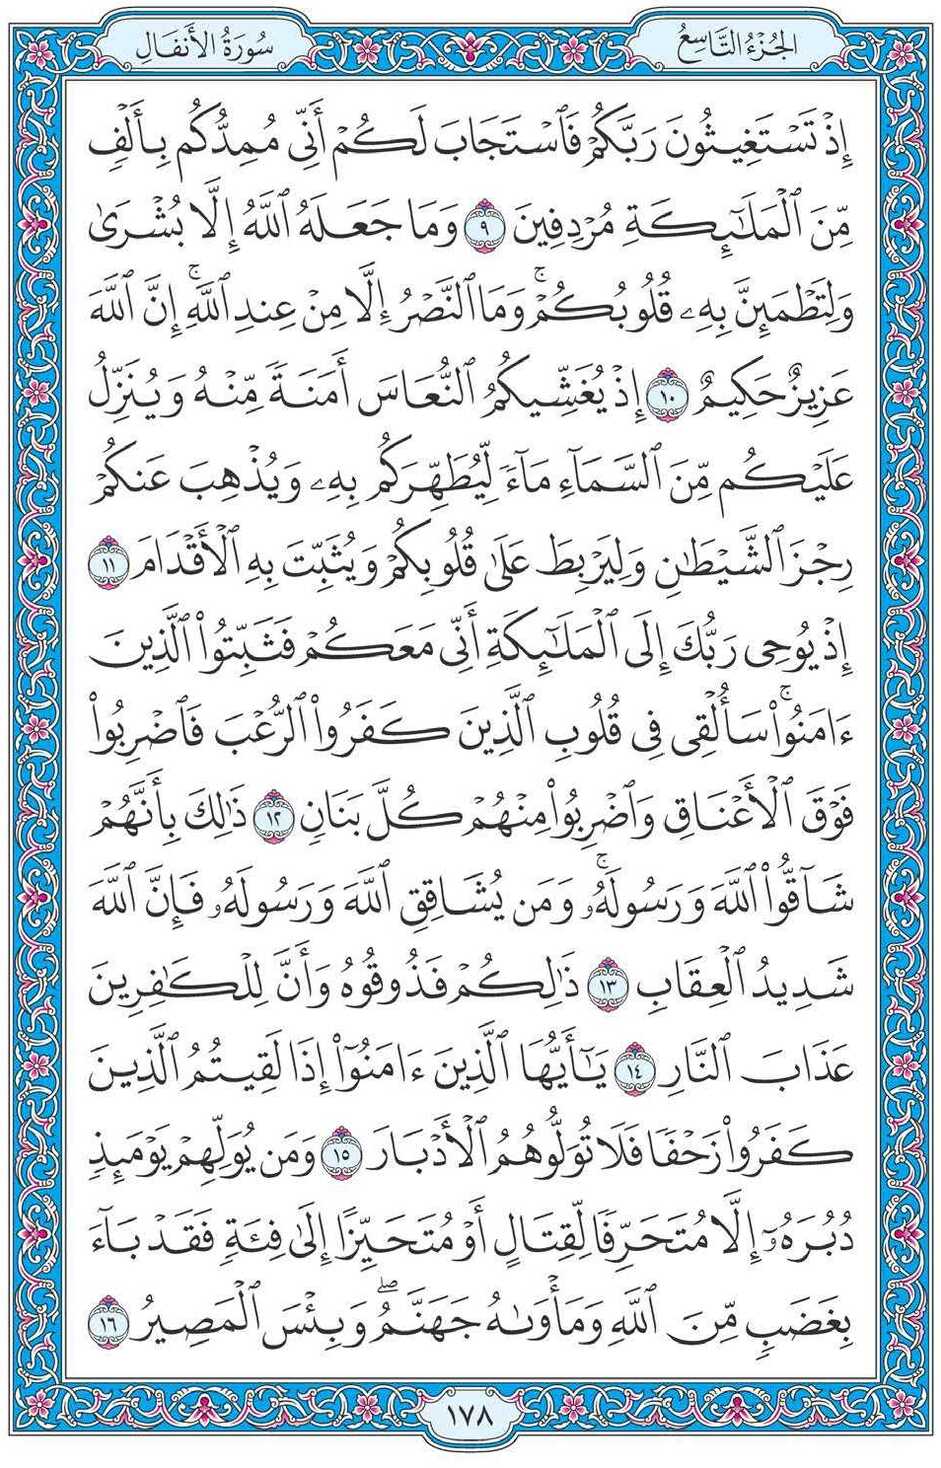 الجُزْءُ التَّاسِعُ
سُورَةُ الأَنفَالِ
إِذْ تَسْتَغِيثُونَ رَبَّكُمْ فَٱسْتَجَابَ لَكُمْ أَنِّى مُمِدُّكُم بِأَلْفٍ
مِّنَ ٱلْمَلَـٰٓئِكَةِ مُرْدِفِينَ ٩ وَمَا جَعَلَهُ ٱللَّهُ إِلَّا بُشْرَىٰ
وَلِتَطْمَئِنَّ بِهِۦ قُلُوبُكُمْ ۚ وَمَا ٱلنَّصْرُ إِلَّا مِنْ عِندِ ٱللَّهِ ۚ إِنَّ ٱللَّهَ
عَزِيزٌ حَكِيمٌ ١٠ إِذْ يُغَشِّيكُمُ ٱلنُّعَاسَ أَمَنَةً مِّنْهُ وَيُنَزِّلُ
عَلَيْكُم مِّنَ ٱلسَّمَآءِ مَآءً لِّيُطَهِّرَكُم بِهِۦ وَيُذْهِبَ عَنكُمْ
رِجْزَ ٱلشَّيْطَـٰنِ وَلِيَرْبِطَ عَلَىٰ قُلُوبِكُمْ وَيُثَبِّتَ بِهِ ٱلْأَقْدَامَ ١١
إِذْ يُوحِى رَبُّكَ إِلَى ٱلْمَلَـٰٓئِكَةِ أَنِّى مَعَكُمْ فَثَبِّتُوا۟ ٱلَّذِينَ
ءَامَنُوا۟ ۚ سَأُلْقِى فِى قُلُوبِ ٱلَّذِينَ كَفَرُوا۟ ٱلرُّعْبَ فَٱضْرِبُوا۟
فَوْقَ ٱلْأَعْنَاقِ وَٱضْرِبُوا۟ مِنْهُمْ كُلَّ بَنَانٍ ١٢ ذَٰلِكَ بِأَنَّهُمْ
شَآقُّوا۟ ٱللَّهَ وَرَسُولَهُۥ ۚ وَمَن يُشَاقِقِ ٱللَّهَ وَرَسُولَهُۥ فَإِنَّ ٱللَّهَ
شَدِيدُ ٱلْعِقَابِ ١٣ ذَٰلِكُمْ فَذُوقُوهُ وَأَنَّ لِلْكَـٰفِرِينَ
عَذَابَ ٱلنَّارِ ١٤ يَـٰٓأَيُّهَا ٱلَّذِينَ ءَامَنُوٓا۟ إِذَا لَقِيتُمُ ٱلَّذِينَ
كَفَرُوا۟ زَحْفًا فَلَا تُوَلُّوهُمُ ٱلْأَدْبَارَ ١٥ وَمَن يُوَلِّهِمْ يَوْمَئِذٍ
دُبُرَهُۥٓ إِلَّا مُتَحَرِّفًا لِّقِتَالٍ أَوْ مُتَحَيِّزًا إِلَىٰ فِئَةٍ فَقَدْ بَآءَ
بِغَضَبٍ مِّنَ ٱللَّهِ وَمَأْوَىٰهُ جَهَنَّمُ ۖ وَبِئْسَ ٱلْمَصِيرُ ١٦
١٧٨